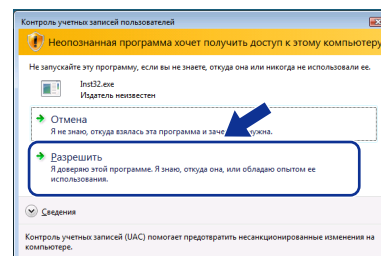 Контроль учетных записей пользователей
Неопознанная программа хочет получить доступ к этому компьютеру
Не запускайте эту программу, если вы не знаете, откуда она или никогда не использовали ее.
Inst32.exe
Издатель неизвестен
Отмена
Я не знаю, откуда взялась эта программа и заче нужна.
Разрешить
Я доверяю этой программе. Я знаю, откуда она, или обладаю опытом ее
использования.
Сведения
Контроль учетных записей (UAC) помогает предотвратить несанкционированные изменения на
компьютере.